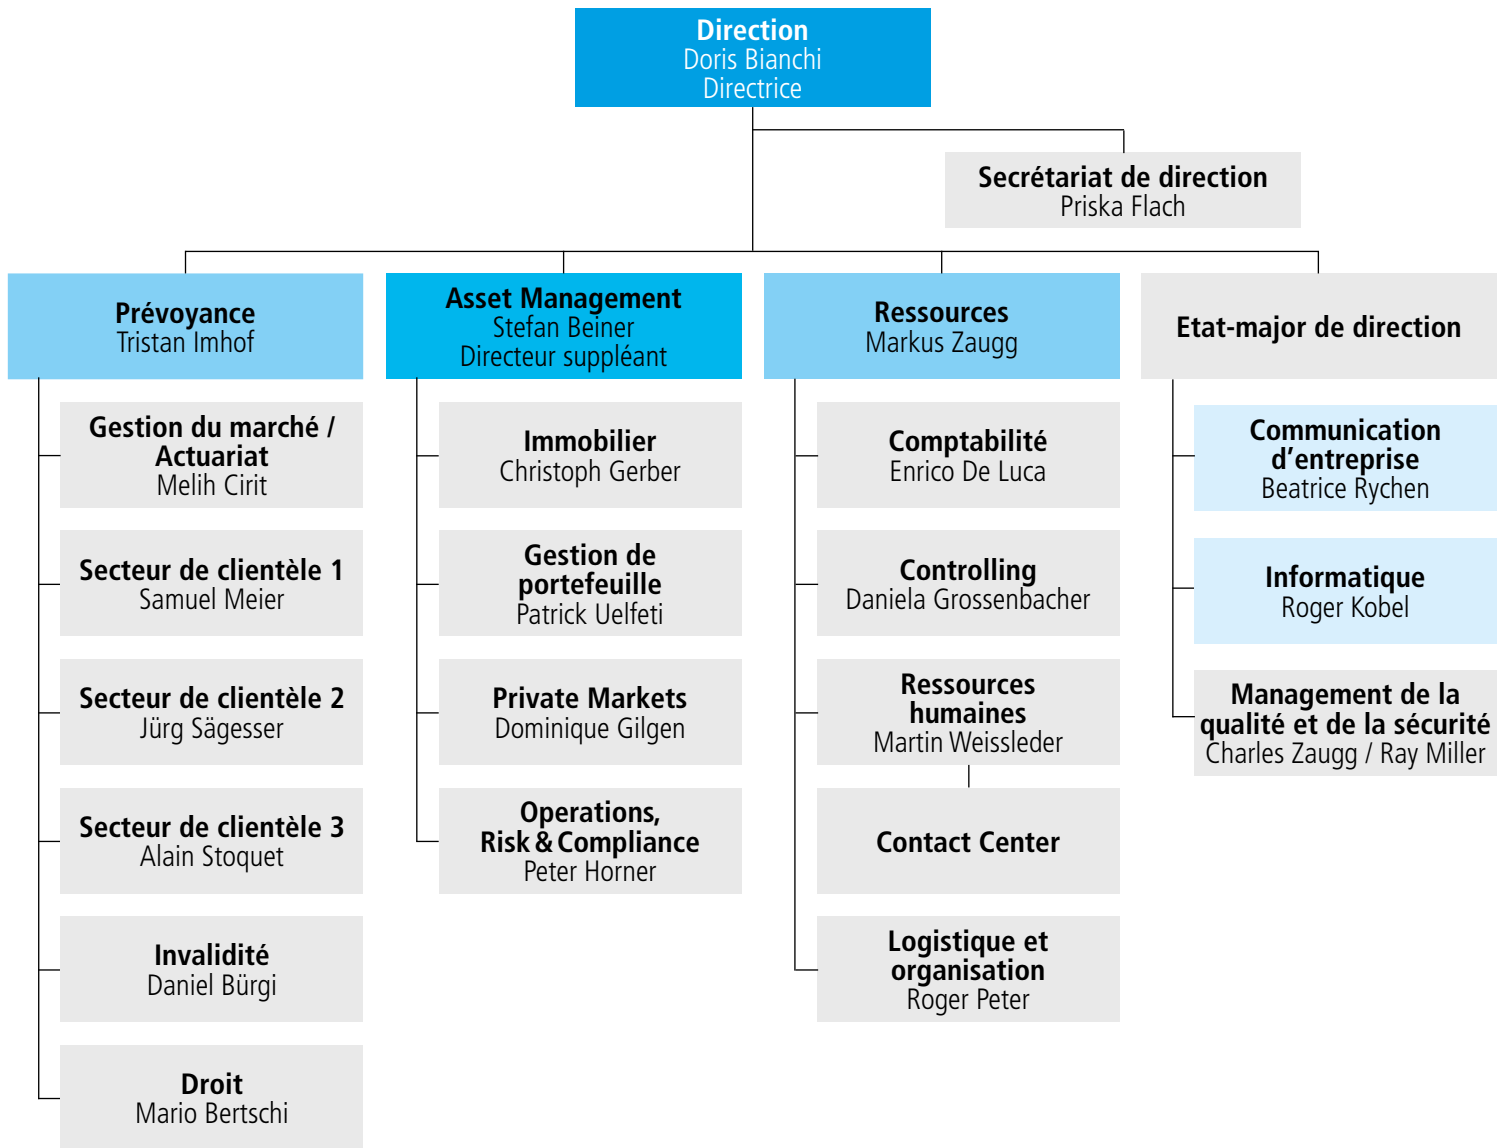 Direction
Doris Bianchi
Directrice
Secrétariat de direction
Priska Flach
Prévoyance
Tristan Imhof
Asset Management
Stefan Beiner
Directeur suppléant
Ressources
Markus Zaugg
Etat-major de direction
Gestion du marché /
Actuariat
Melih Cirit
Secteur de clientèle 1
Samuel Meier
Secteur de clientèle 2
Jürg Sägesser
Secteur de clientèle 3
Alain Stoquet
Invalidité
Daniel Bürgi
Droit
Mario Bertschi
Immobilier
Christoph Gerber
Gestion de
portefeuille
Patrick Uelfeti
Private Markets
Dominique Gilgen
Operations,
Risk & Compliance
Peter Horner
Comptabilité
Enrico De Luca
Controlling
Daniela Grossenbacher
Ressources
humaines
Martin Weissleder
Contact Center
Logistique et
organisation
Roger Peter
Communication
d'entreprise
Beatrice Rychen
Informatique
Roger Kobel
Management de la
qualité et de la sécurité
Charles Zaugg / Ray Miller